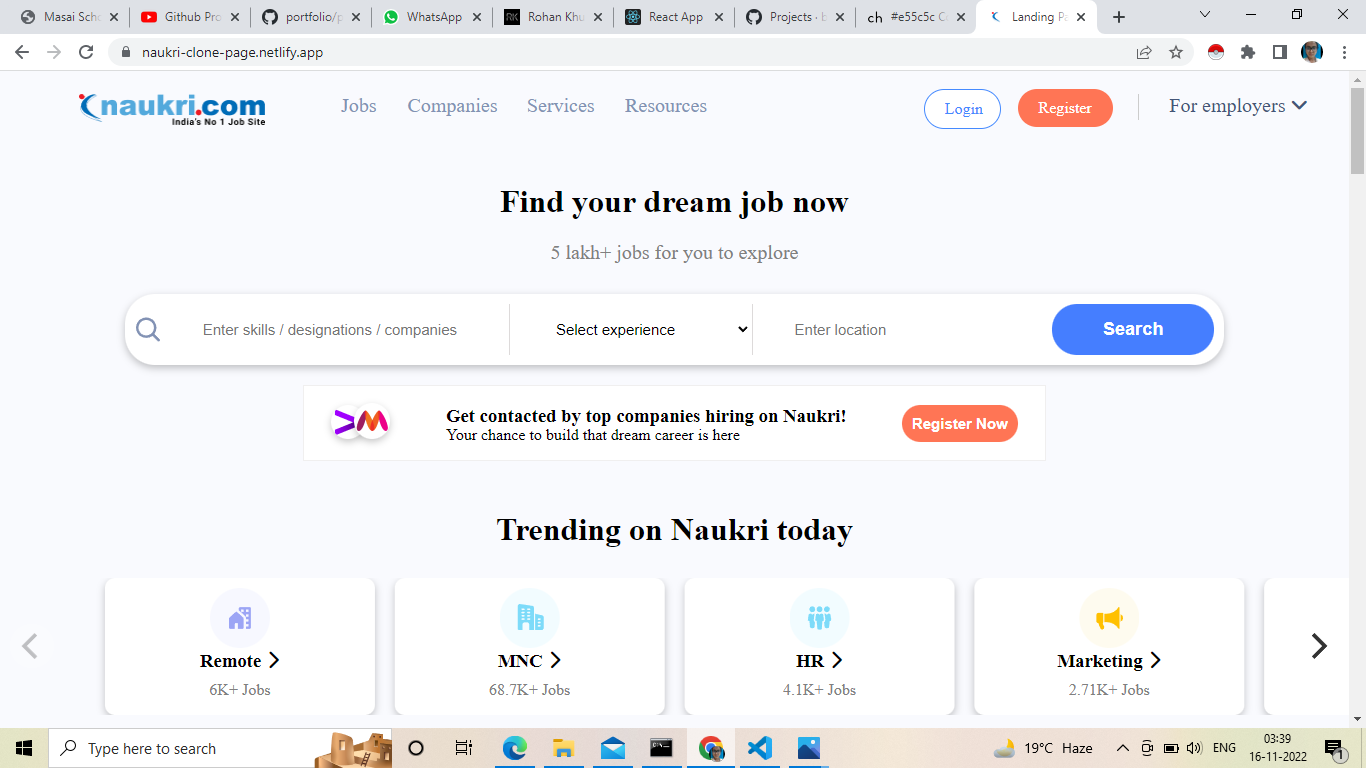 Masai Scho
Github Pro
portfolio/p
WhatsApp
Rohan Khu
React App
Projects · b
ch #e55c5c C
Landing Pa
naukri-clone-page.netlify.app
naukri.com
India's No 1 Job Site
Jobs
Companies
Services
Resources
Login
Register
For employers
Find your dream job now
5 lakh+ jobs for you to explore
Enter skills / designations / companies
Select experience
Enter location
Search
Get contacted by top companies hiring on Naukri!
Your chance to build that dream career is here
Register Now
Trending on Naukri today
Remote
6K+ Jobs
MNC
68.7K+ Jobs
HR
4.1K+ Jobs
Marketing
2.71K+ Jobs
Type here to search
19°C Haze
ENG
03:39
16-11-2022
1